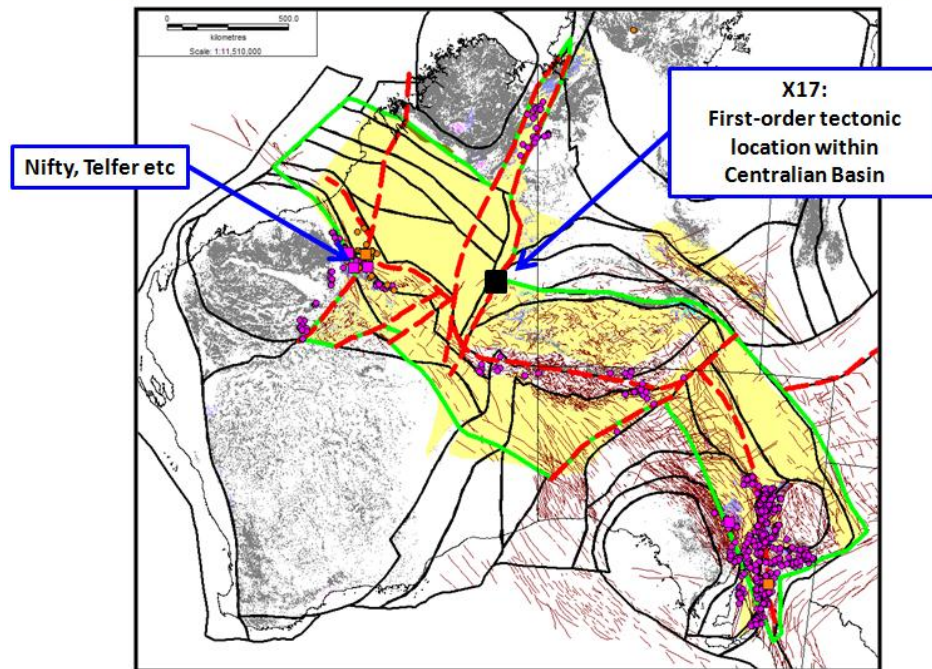 0
500.0
kilometres
Scale: 1:11,510,000
X17:
First-order tectonic
location within
Centralian Basin
Nifty, Telfer etc